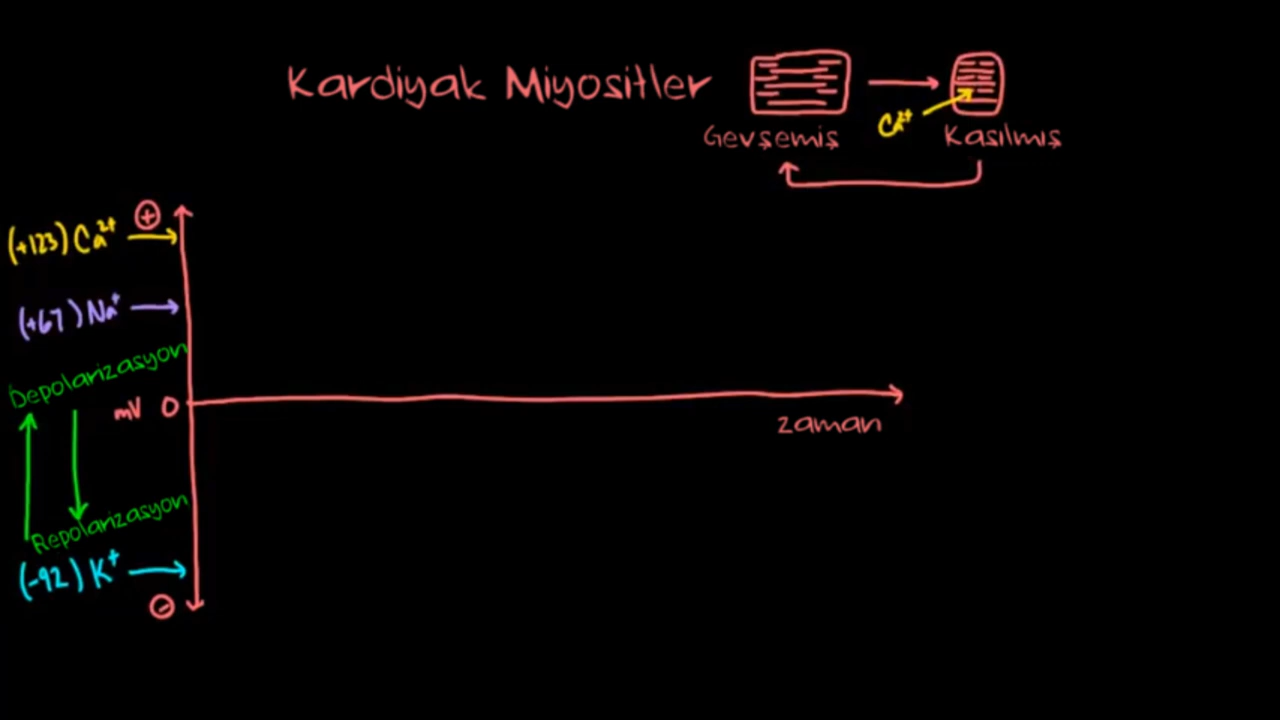 Kardiyak Miyositler
Gevşemiş
Ca²⁺
Kasılmış
(+123) Ca²⁺
+
(+67) Na⁺
Depolarizasyon
mV 0
zaman
Repolarizasyon
(-92) K⁺
-